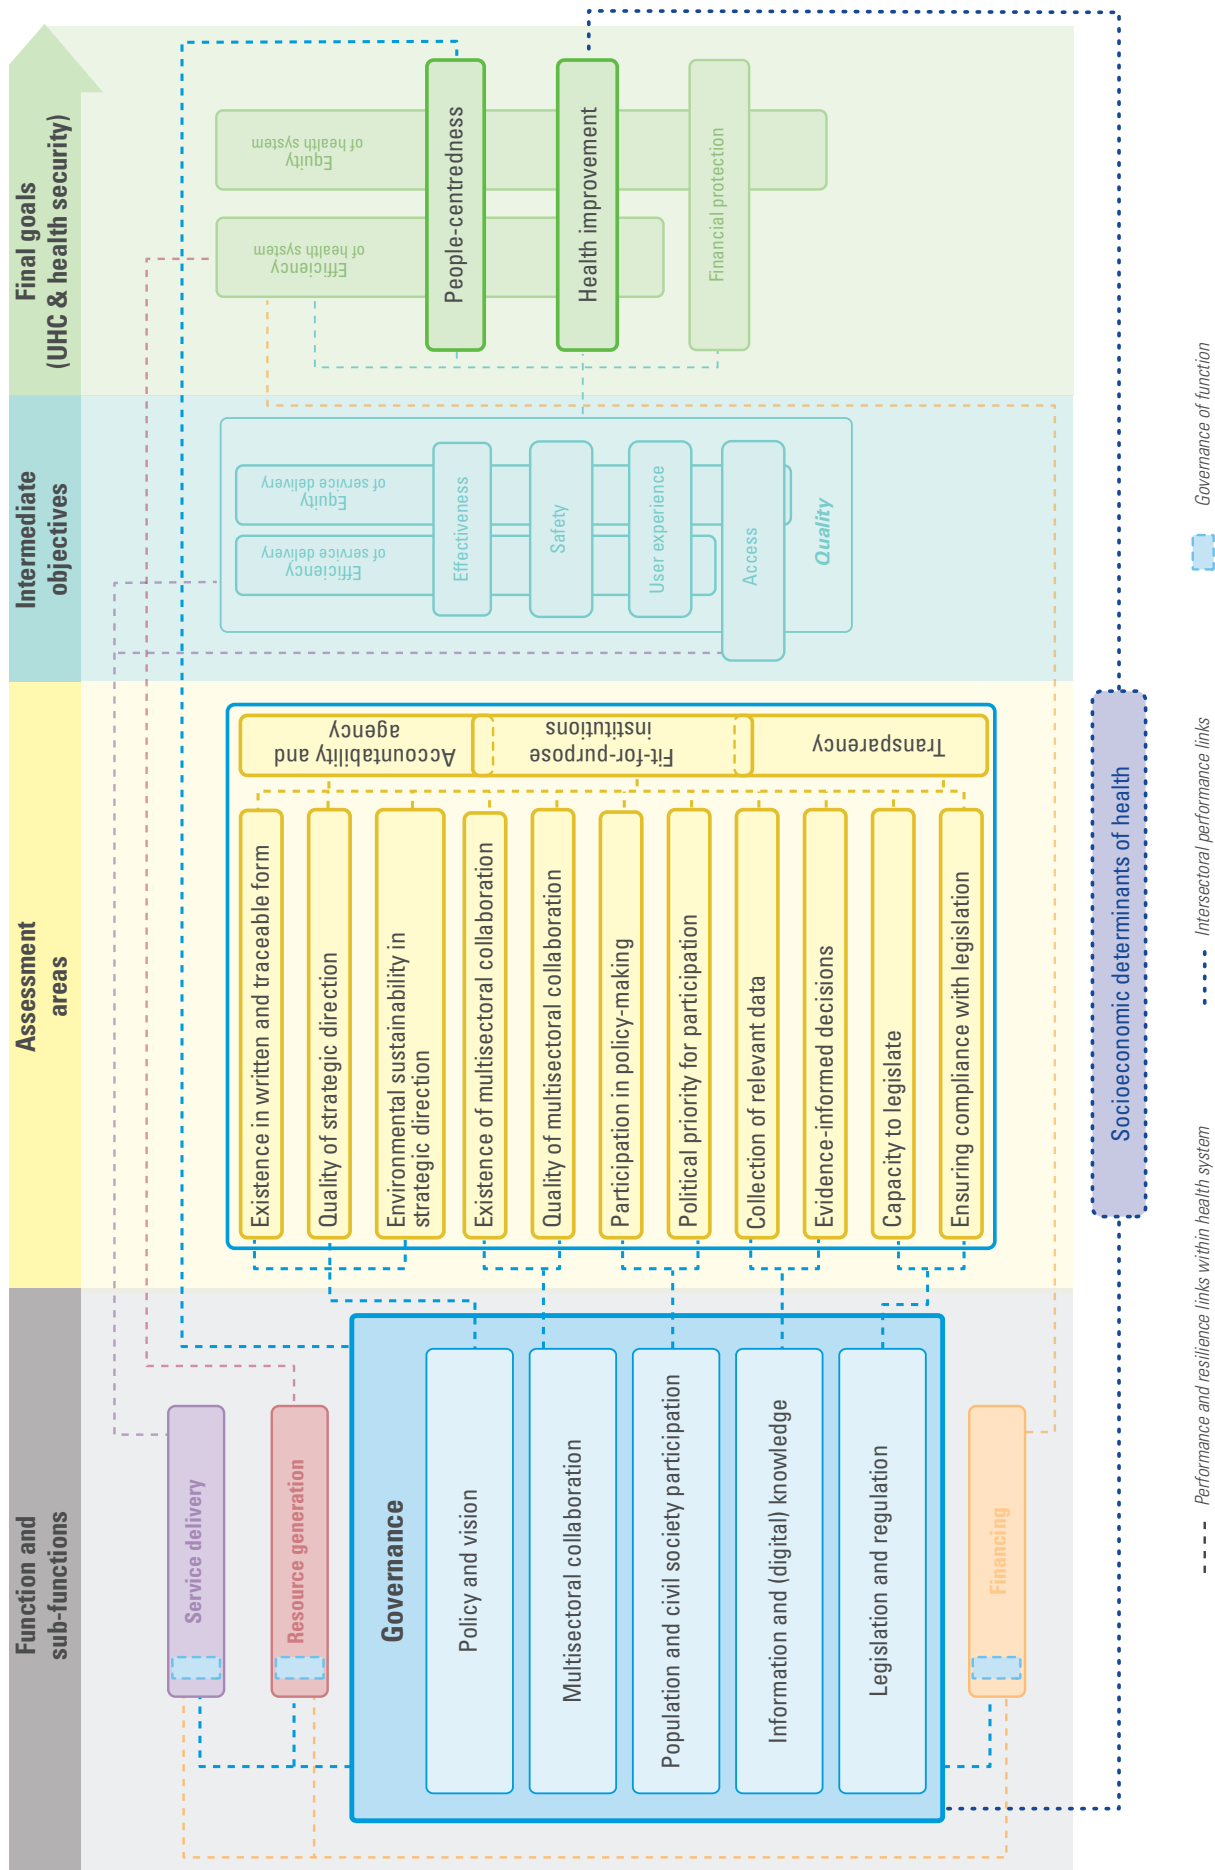 Function and
sub-functions
Assessment
areas
Intermediate
objectives
Final goals
(UHC & health security)
Service delivery
Resource generation
Governance
Policy and vision
Multisectoral collaboration
Population and civil society participation
Information and (digital) knowledge
Legislation and regulation
Financing
Existence in written and traceable form
Quality of strategic direction
Environmental sustainability in
strategic direction
Existence of multisectoral collaboration
Quality of multisectoral collaboration
Participation in policy-making
Political priority for participation
Collection of relevant data
Evidence-informed decisions
Capacity to legislate
Ensuring compliance with legislation
Accountability and
agency
Fit-for-purpose
institutions
Transparency
Efficiency
of service delivery
Equity
of service delivery
Effectiveness
Safety
User experience
Access
Quality
Efficiency
of health system
Equity
of health system
People-centredness
Health improvement
Financial protection
Socioeconomic determinants of health
Performance and resilience links within health system
Intersectoral performance links
Governance of function